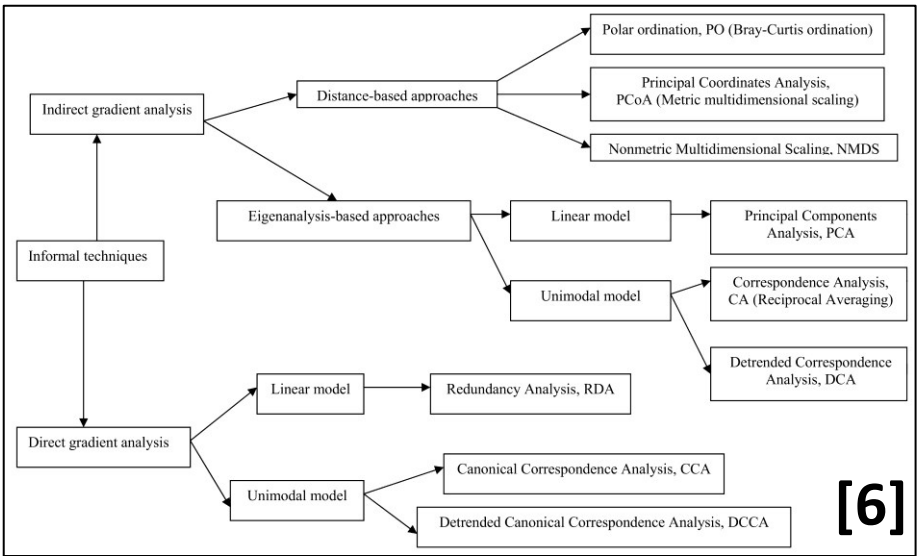 Polar ordination, PO (Bray-Curtis ordination)
Principal Coordinates Analysis,
PCoA (Metric multidimensional scaling)
Distance-based approaches
Indirect gradient analysis
Nonmetric Multidimensional Scaling, NMDS
Eigenanalysis-based approaches
Linear model
Principal Components
Analysis, PCA
Informal techniques
Unimodal model
Correspondence Analysis,
CA (Reciprocal Averaging)
Detrended Correspondence
Analysis, DCA
Linear model
Redundancy Analysis, RDA
Direct gradient analysis
Unimodal model
Canonical Correspondence Analysis, CCA
Detrended Canonical Correspondence Analysis, DCCA
[6]